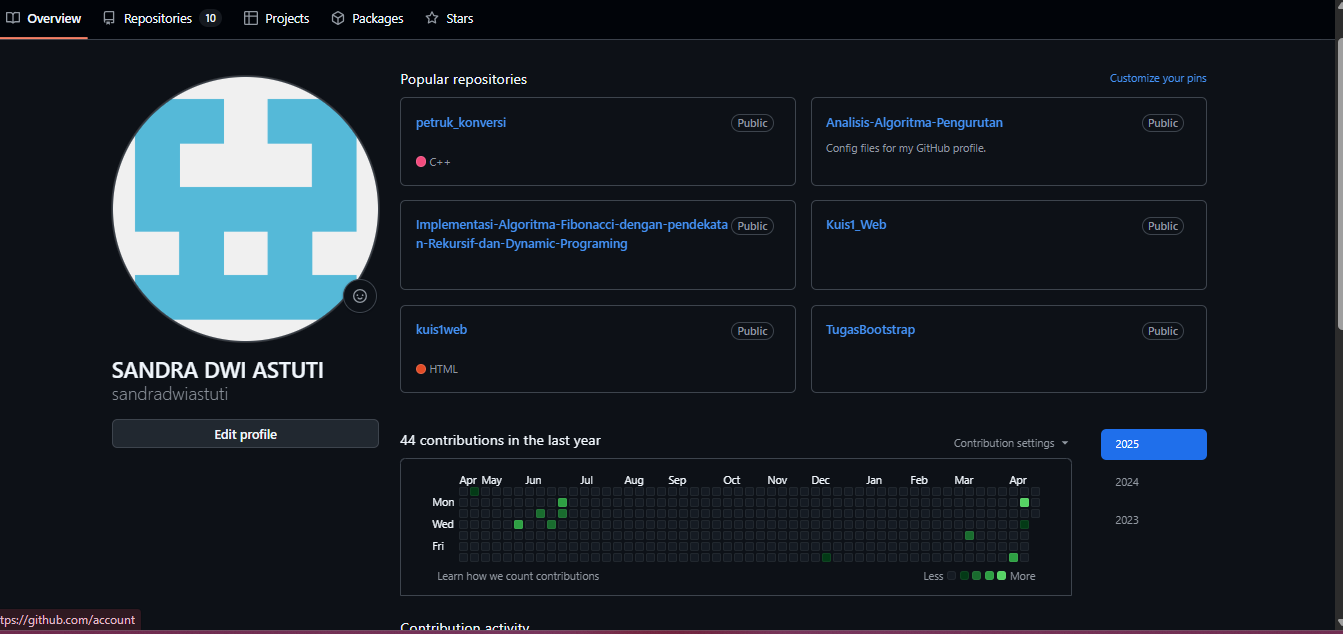 Overview Repositories 10 Projects Packages Stars
Popular repositories
Customize your pins
petruk_konversi
Public
C++
Analisis-Algoritma-Pengurutan
Public
Config files for my GitHub profile.
Implementasi-Algoritma-Fibonacci-dengan-pendekata
n-Rekursif-dan-Dynamic-Programing
Public
Kuis1_Web
Public
kuis1web
Public
HTML
TugasBootstrap
Public
SANDRA DWI ASTUTI
sandradwiastuti
Edit profile
44 contributions in the last year
Contribution settings
2025
2024
2023
Apr May Jun Jul Aug Sep Oct Nov Dec Jan Feb Mar Apr
Mon
Wed
Fri
Learn how we count contributions
Less More
tps://github.com/account
Contribution activity